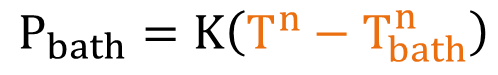 P_bath = K(T^n − T^n_bath)